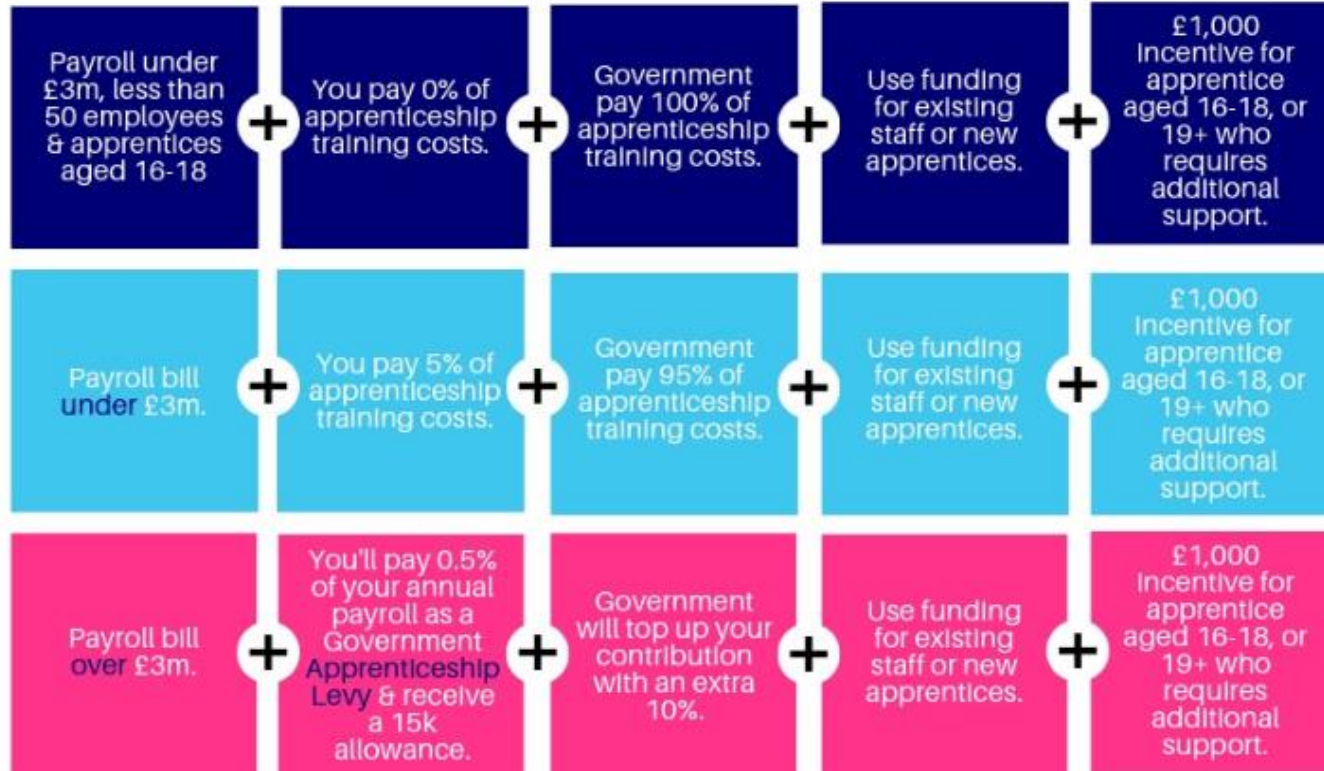 Payroll under
£3m, less than
50 employees
& apprentices
aged 16-18
+
You pay 0% of
apprenticeship
training costs.
+
Government
pay 100% of
apprenticeship
training costs.
+
Use funding
for existing
staff or new
apprentices.
+
£1,000
Incentive for
apprentice
aged 16-18, or
19+ who
requires
additional
support.
Payroll bill
under £3m.
+
You pay 5% of
apprenticeship
training costs.
+
Government
pay 95% of
apprenticeship
training costs.
+
Use funding
for existing
staff or new
apprentices.
+
£1,000
Incentive for
apprentice
aged 16-18, or
19+ who
requires
additional
support.
Payroll bill
over £3m.
+
You'll pay 0.5%
of your annual
payroll as a
Government
Apprenticeship
Levy & receive
a 15k
allowance.
+
Government
will top up your
contribution
with an extra
10%.
+
Use funding
for existing
staff or new
apprentices.
+
£1,000
Incentive for
apprentice
aged 16-18, or
19+ who
requires
additional
support.